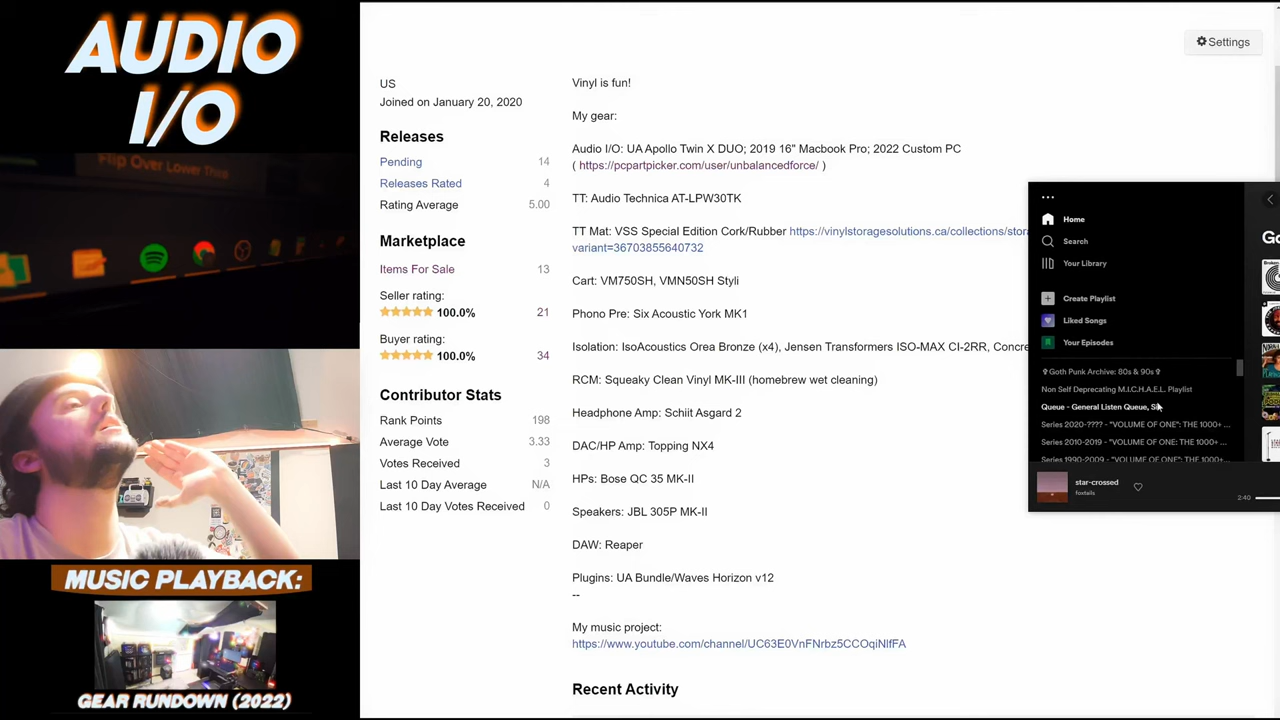 AUDIO
I/O
Flip Over Lower Third
MUSIC PLAYBACK:
GEAR RUNDOWN (2022)
Settings
US
Joined on January 20, 2020
Releases
Pending 14
Releases Rated 4
Rating Average 5.00
Marketplace
Items For Sale 13
Seller rating:
100.0% 21
Buyer rating:
100.0% 34
Contributor Stats
Rank Points 198
Average Vote 3.33
Votes Received 3
Last 10 Day Average N/A
Last 10 Day Votes Received 0
Vinyl is fun!
My gear:
Audio I/O: UA Apollo Twin X DUO; 2019 16" Macbook Pro; 2022 Custom PC
( https://pcpartpicker.com/user/unbalancedforce/ )
TT: Audio Technica AT-LPW30TK
TT Mat: VSS Special Edition Cork/Rubber https://vinylstoragesolutions.ca/collections/stor
variant=36703855640732
Cart: VM750SH, VMN50SH Styli
Phono Pre: Six Acoustic York MK1
Isolation: IsoAcoustics Orea Bronze (x4), Jensen Transformers ISO-MAX CI-2RR, Concre
RCM: Squeaky Clean Vinyl MK-III (homebrew wet cleaning)
Headphone Amp: Schiit Asgard 2
DAC/HP Amp: Topping NX4
HPs: Bose QC 35 MK-II
Speakers: JBL 305P MK-II
DAW: Reaper
Plugins: UA Bundle/Waves Horizon v12
--
My music project:
https://www.youtube.com/channel/UC63E0VnFNrbz5CCOqiNlfFA
Recent Activity
Home
Search
Your Library
Create Playlist
Liked Songs
Your Episodes
✞Goth Punk Archive: 80s & 90s✞
Non Self Deprecating M.I.C.H.A.E.L. Playlist
Queue - General Listen Queue,
Series 2020-???? - "VOLUME OF ONE": THE 1000+ ...
Series 2010-2019 - "VOLUME OF ONE: THE 1000+ ...
Series 1990-2009 - "VOLUME OF ONE": THE 1000+ ...
star-crossed
foxtails
2:40
Go